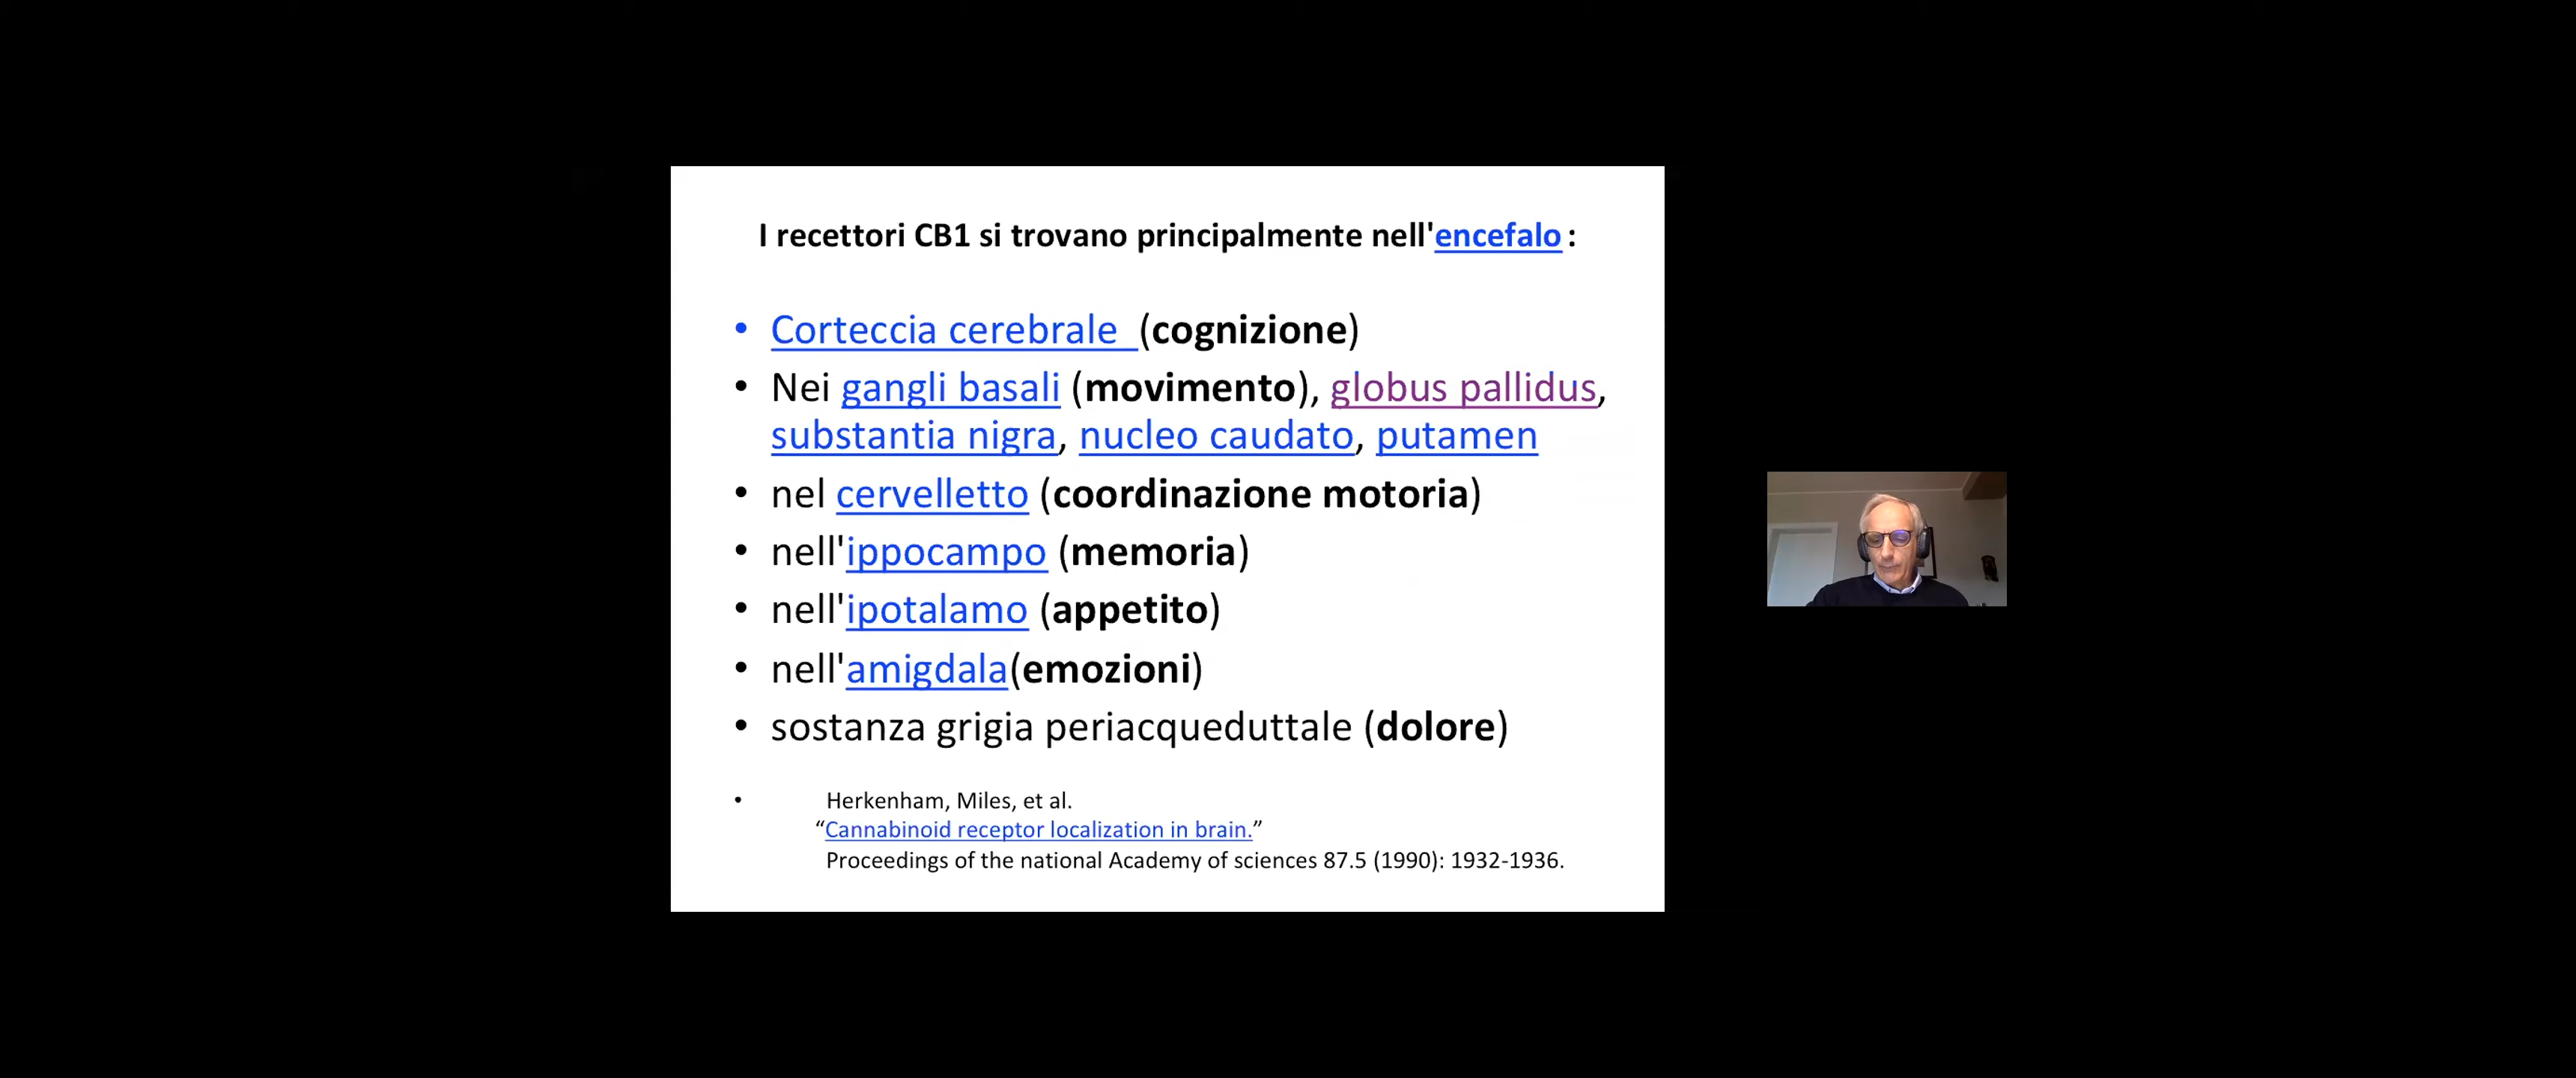 I recettori CB1 si trovano principalmente nell'encefalo :
• Corteccia cerebrale (cognizione)
• Nei gangli basali (movimento), globus pallidus,
substantia nigra, nucleo caudato, putamen
• nel cervelletto (coordinazione motoria)
• nell'ippocampo (memoria)
• nell'ipotalamo (appetito)
• nell'amigdala(emozioni)
• sostanza grigia periacqueduttale (dolore)
• Herkenham, Miles, et al.
“Cannabinoid receptor localization in brain.”
Proceedings of the national Academy of sciences 87.5 (1990): 1932-1936.